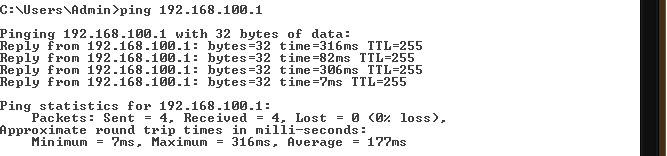 C:\Users\Admin>ping 192.168.100.1
Pinging 192.168.100.1 with 32 bytes of data:
Reply from 192.168.100.1: bytes=32 time=316ms TTL=255
Reply from 192.168.100.1: bytes=32 time=82ms TTL=255
Reply from 192.168.100.1: bytes=32 time=306ms TTL=255
Reply from 192.168.100.1: bytes=32 time=7ms TTL=255
Ping statistics for 192.168.100.1:
Packets: Sent = 4, Received = 4, Lost = 0 (0% loss),
Approximate round trip times in milli-seconds:
Minimum = 7ms, Maximum = 316ms, Average = 177ms